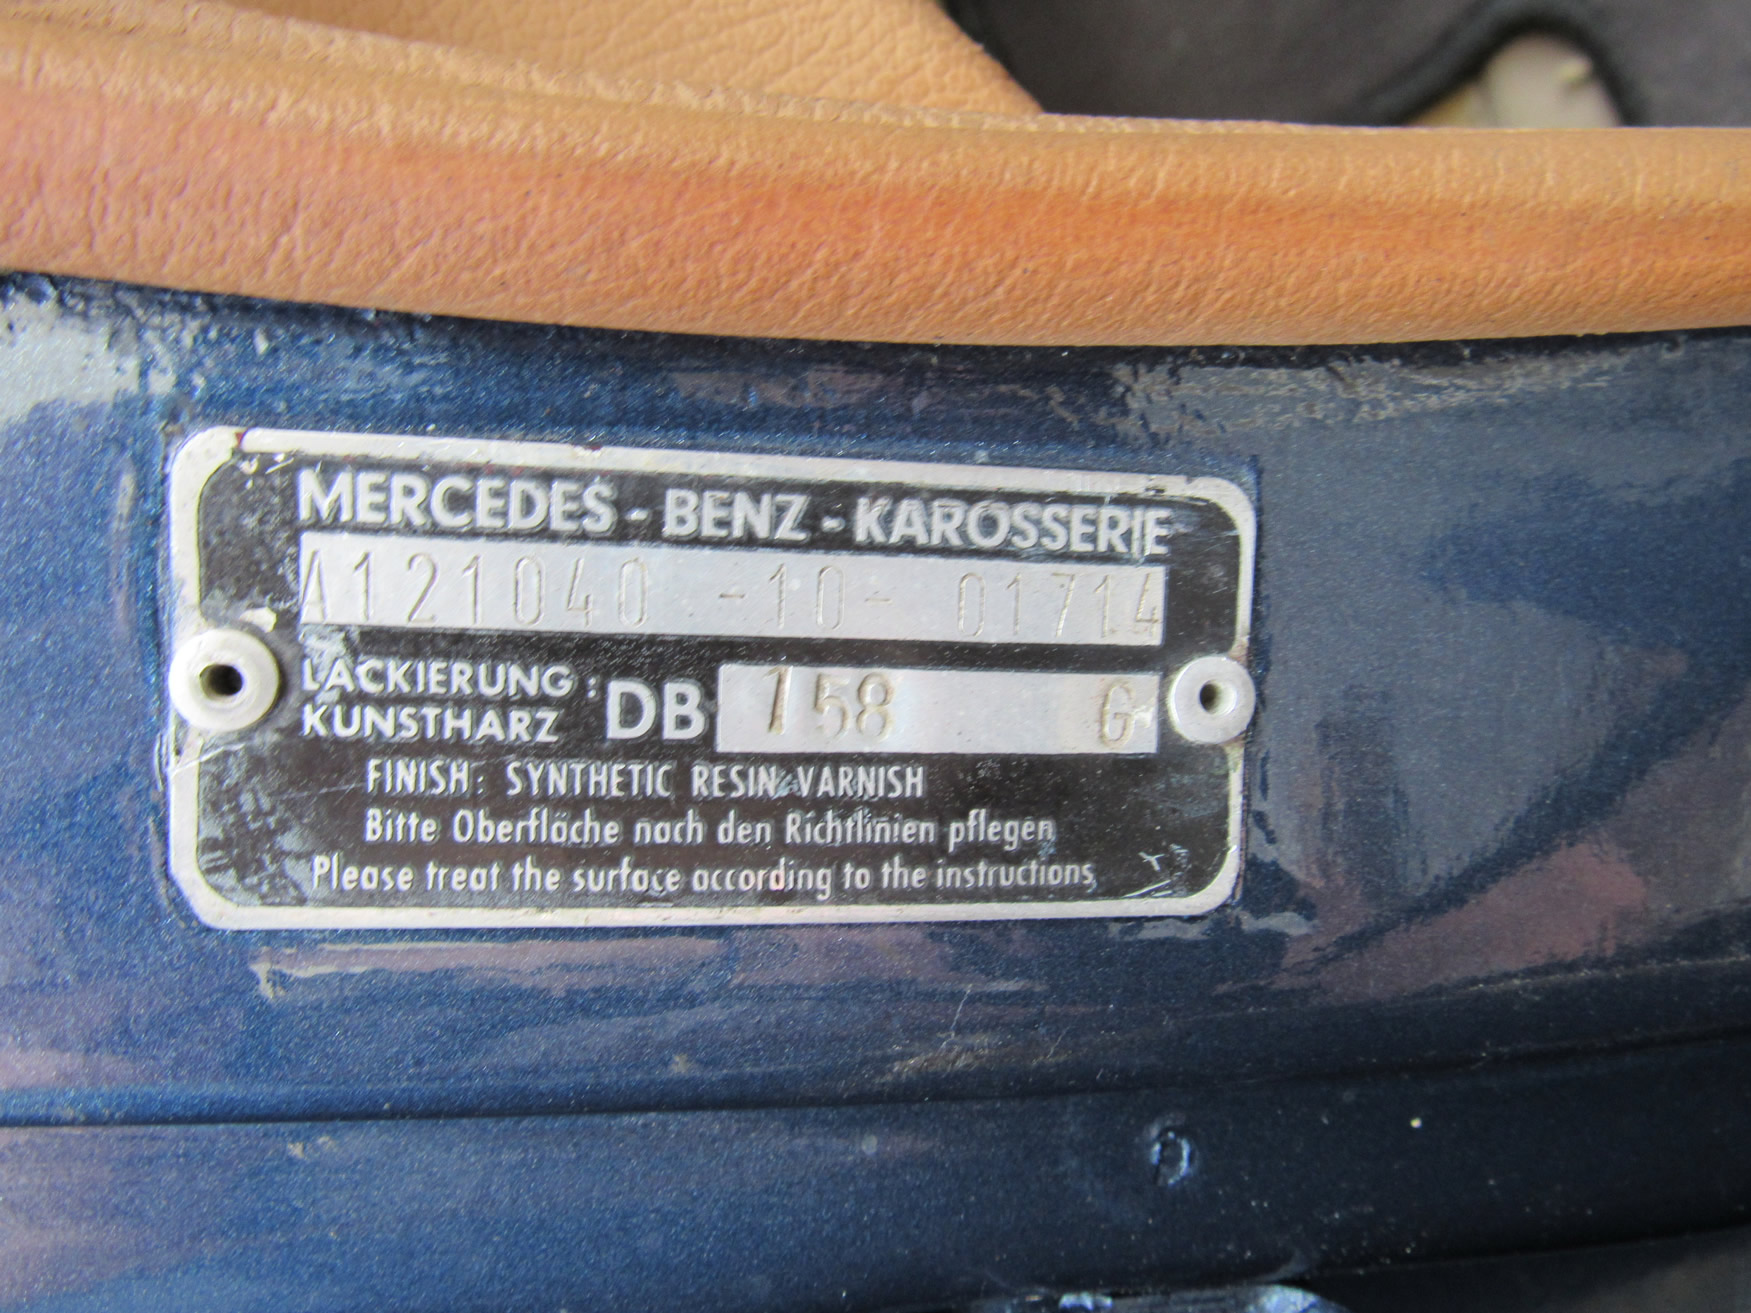 MERCEDES - BENZ - KAROSSERIE
A121040 -10- 01714
LACKIERUNG :
KUNSTHARZ
DB 158 G
FINISH: SYNTHETIC RESIN VARNISH
Bitte Oberfläche nach den Richtlinien pflegen
Please treat the surface according to the instructions